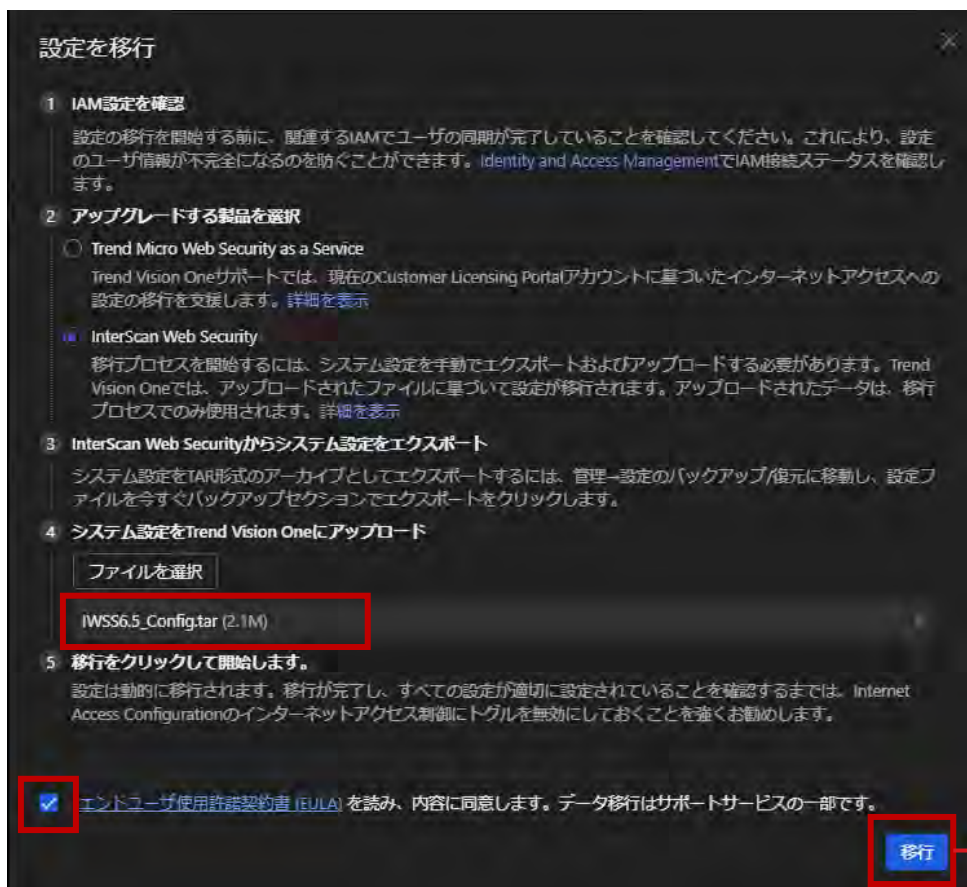 設定を移行
1 IAM設定を確認
設定の移行を開始する前に、関連するIAMでユーザの同期が完了していることを確認してください。これにより、設定
のユーザ情報が不完全になるのを防ぐことができます。Identity and Access ManagementでIAM接続ステータスを確認し
ます。
2 アップグレードする製品を選択
Trend Micro Web Security as a Service
Trend Vision Oneサポートでは、現在のCustomer Licensing Portalアカウントに基づいたインターネットアクセスへの
設定の移行を支援します。詳細を表示
InterScan Web Security
移行プロセスを開始するには、システム設定を手動でエクスポートおよびアップロードする必要があります。Trend
Vision Oneでは、アップロードされたファイルに基づいて設定が移行されます。アップロードされたデータは、移行
プロセスでのみ使用されます。詳細を表示
3 InterScan Web Securityからシステム設定をエクスポート
システム設定をTAR形式のアーカイブとしてエクスポートするには、管理→設定のバックアップ/復元に移動し、設定フ
ァイルを今すぐバックアップセクションでエクスポートをクリックします。
4 システム設定をTrend Vision Oneにアップロード
ファイルを選択
IWSS6.5_Config.tar (2.1M)
5 移行をクリックして開始します。
設定は動的に移行されます。移行が完了し、すべての設定が適切に設定されていることを確認するまでは、Internet
Access Configurationのインターネットアクセス制御にトグルを無効にしておくことを強くお勧めします。
エンドユーザ使用許諾契約書 (EULA) を読み、内容に同意します。データ移行はサポートサービスの一部です。
移行